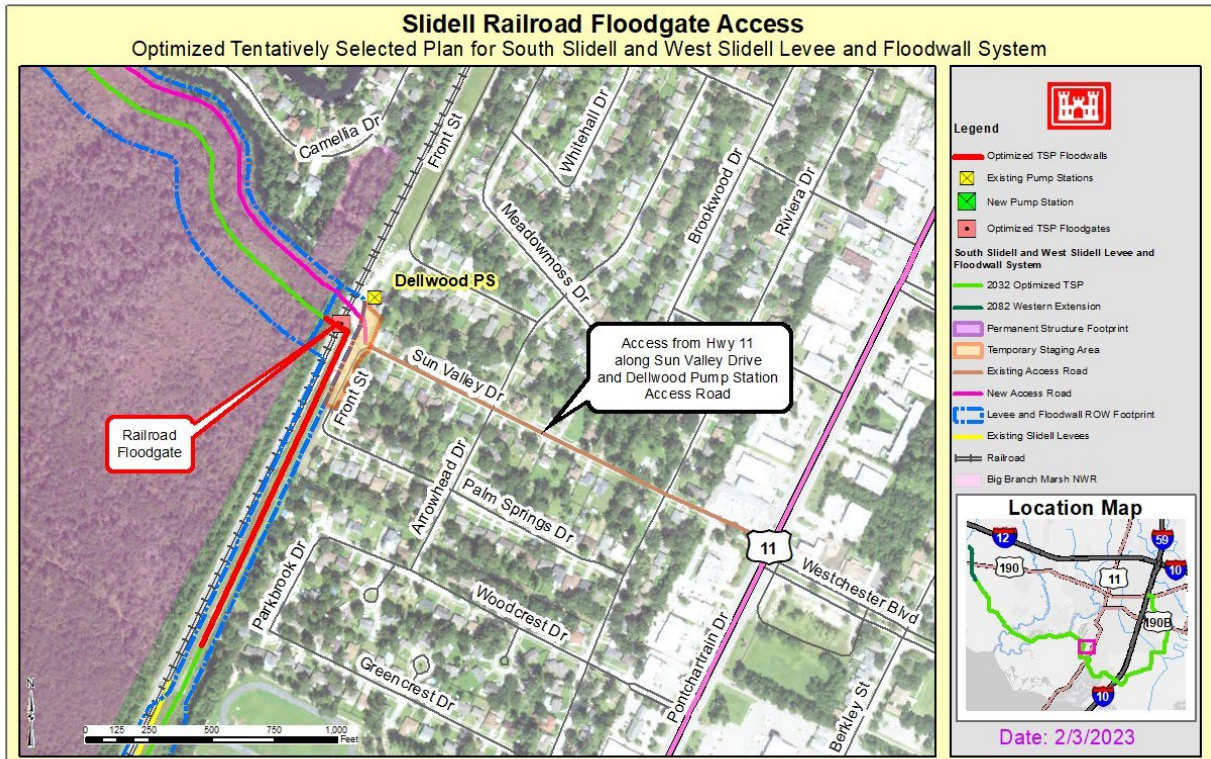 Slidell Railroad Floodgate Access
Optimized Tentatively Selected Plan for South Slidell and West Slidell Levee and Floodwall System
Camellia Dr
Front St
Whitehall Dr
Brookwood Dr
Riviera Dr
Meadowmoss Dr
Dellwood PS
Access from Hwy 11
along Sun Valley Drive
and Dellwood Pump Station
Access Road
Sun Valley Dr
Front St
Railroad
Floodgate
Arrowhead Dr
Palm Springs Dr
Parkbrook Dr
11
Westchester Blvd
Woodcrest Dr
Greencrest Dr
Pontchartrain Dr
Berkley St
N
0 125 250 500 750 1,000
Feet
Legend
Optimized TSP Floodwalls
Existing Pump Stations
New Pump Station
Optimized TSP Floodgates
South Slidell and West Slidell Levee and
Floodwall System
2032 Optimized TSP
2082 Western Extension
Permanent Structure Footprint
Temporary Staging Area
Existing Access Road
New Access Road
Levee and Floodwall ROW Footprint
Existing Slidell Levees
Railroad
Big Branch Marsh NWR
Location Map
12
59
190
11
10
190B
10
Date: 2/3/2023